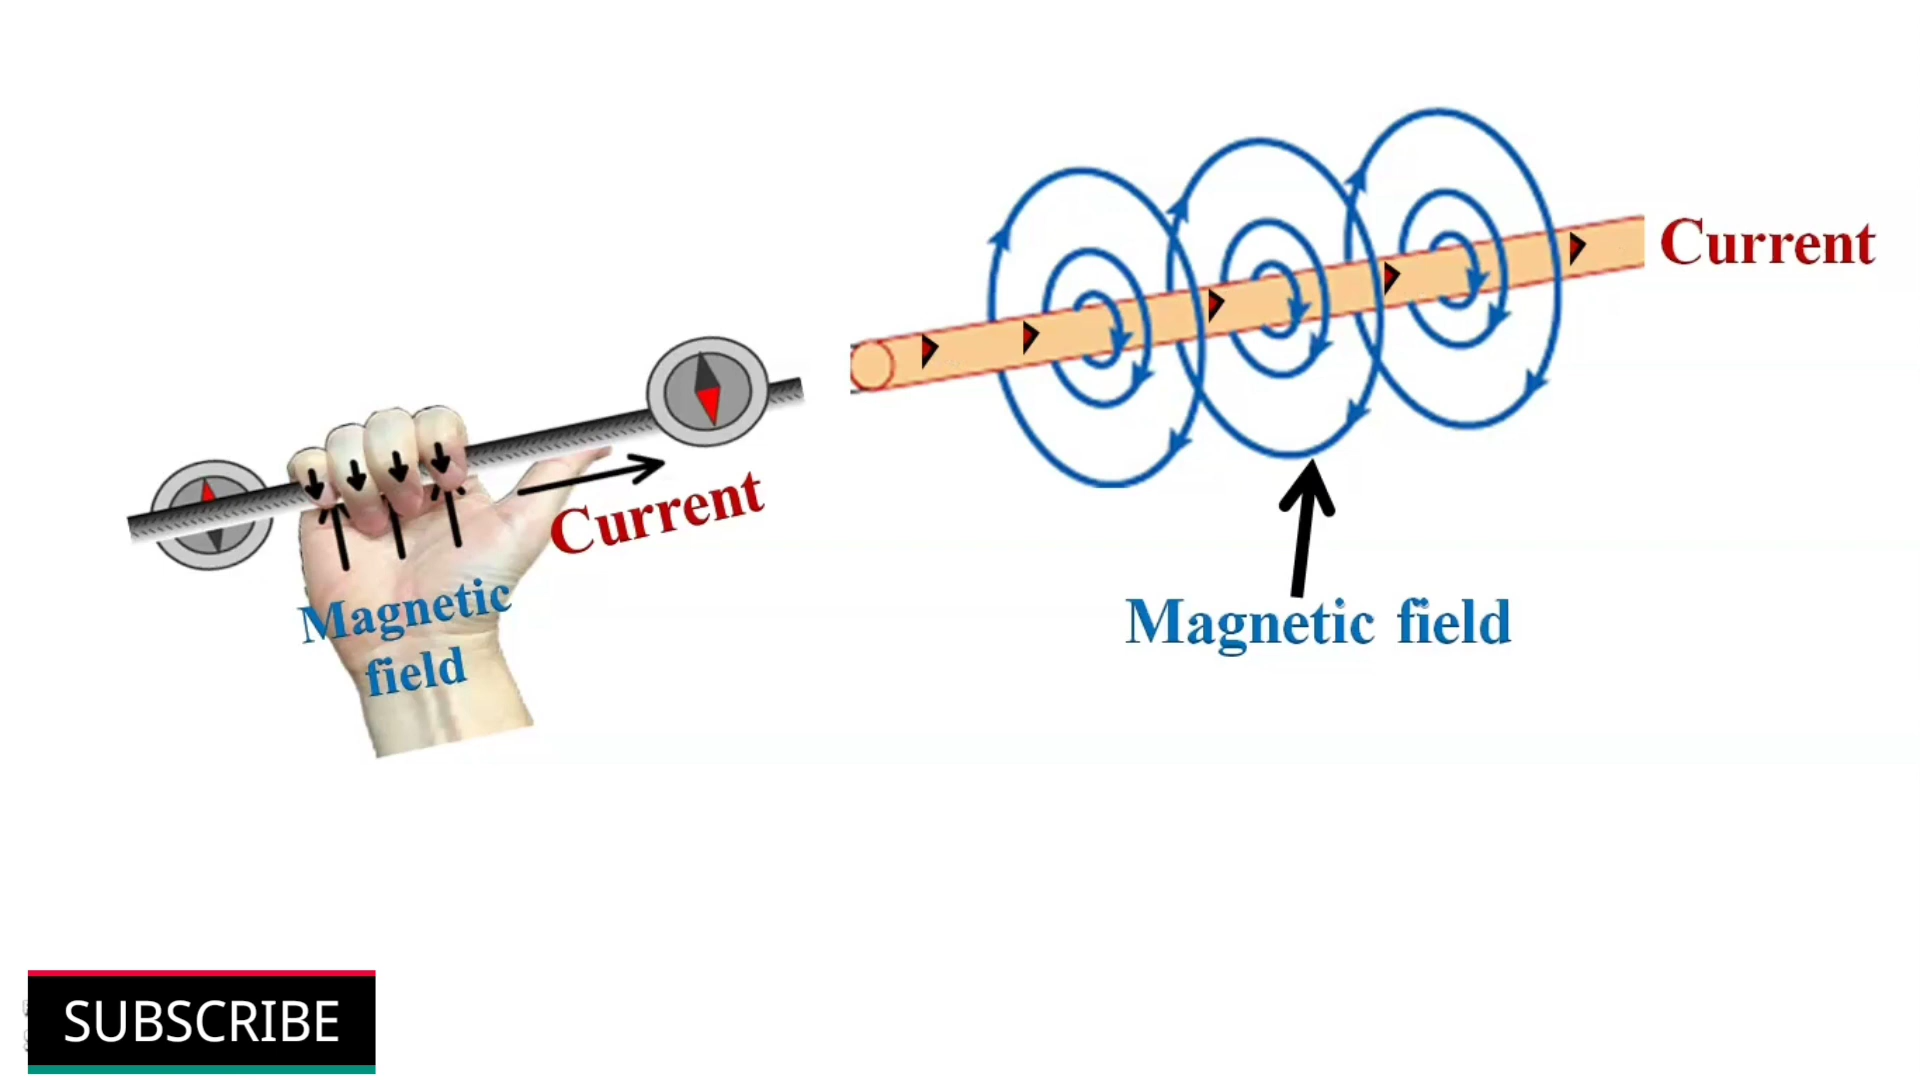 Current
Magnetic
field
Current
Magnetic field
SUBSCRIBE